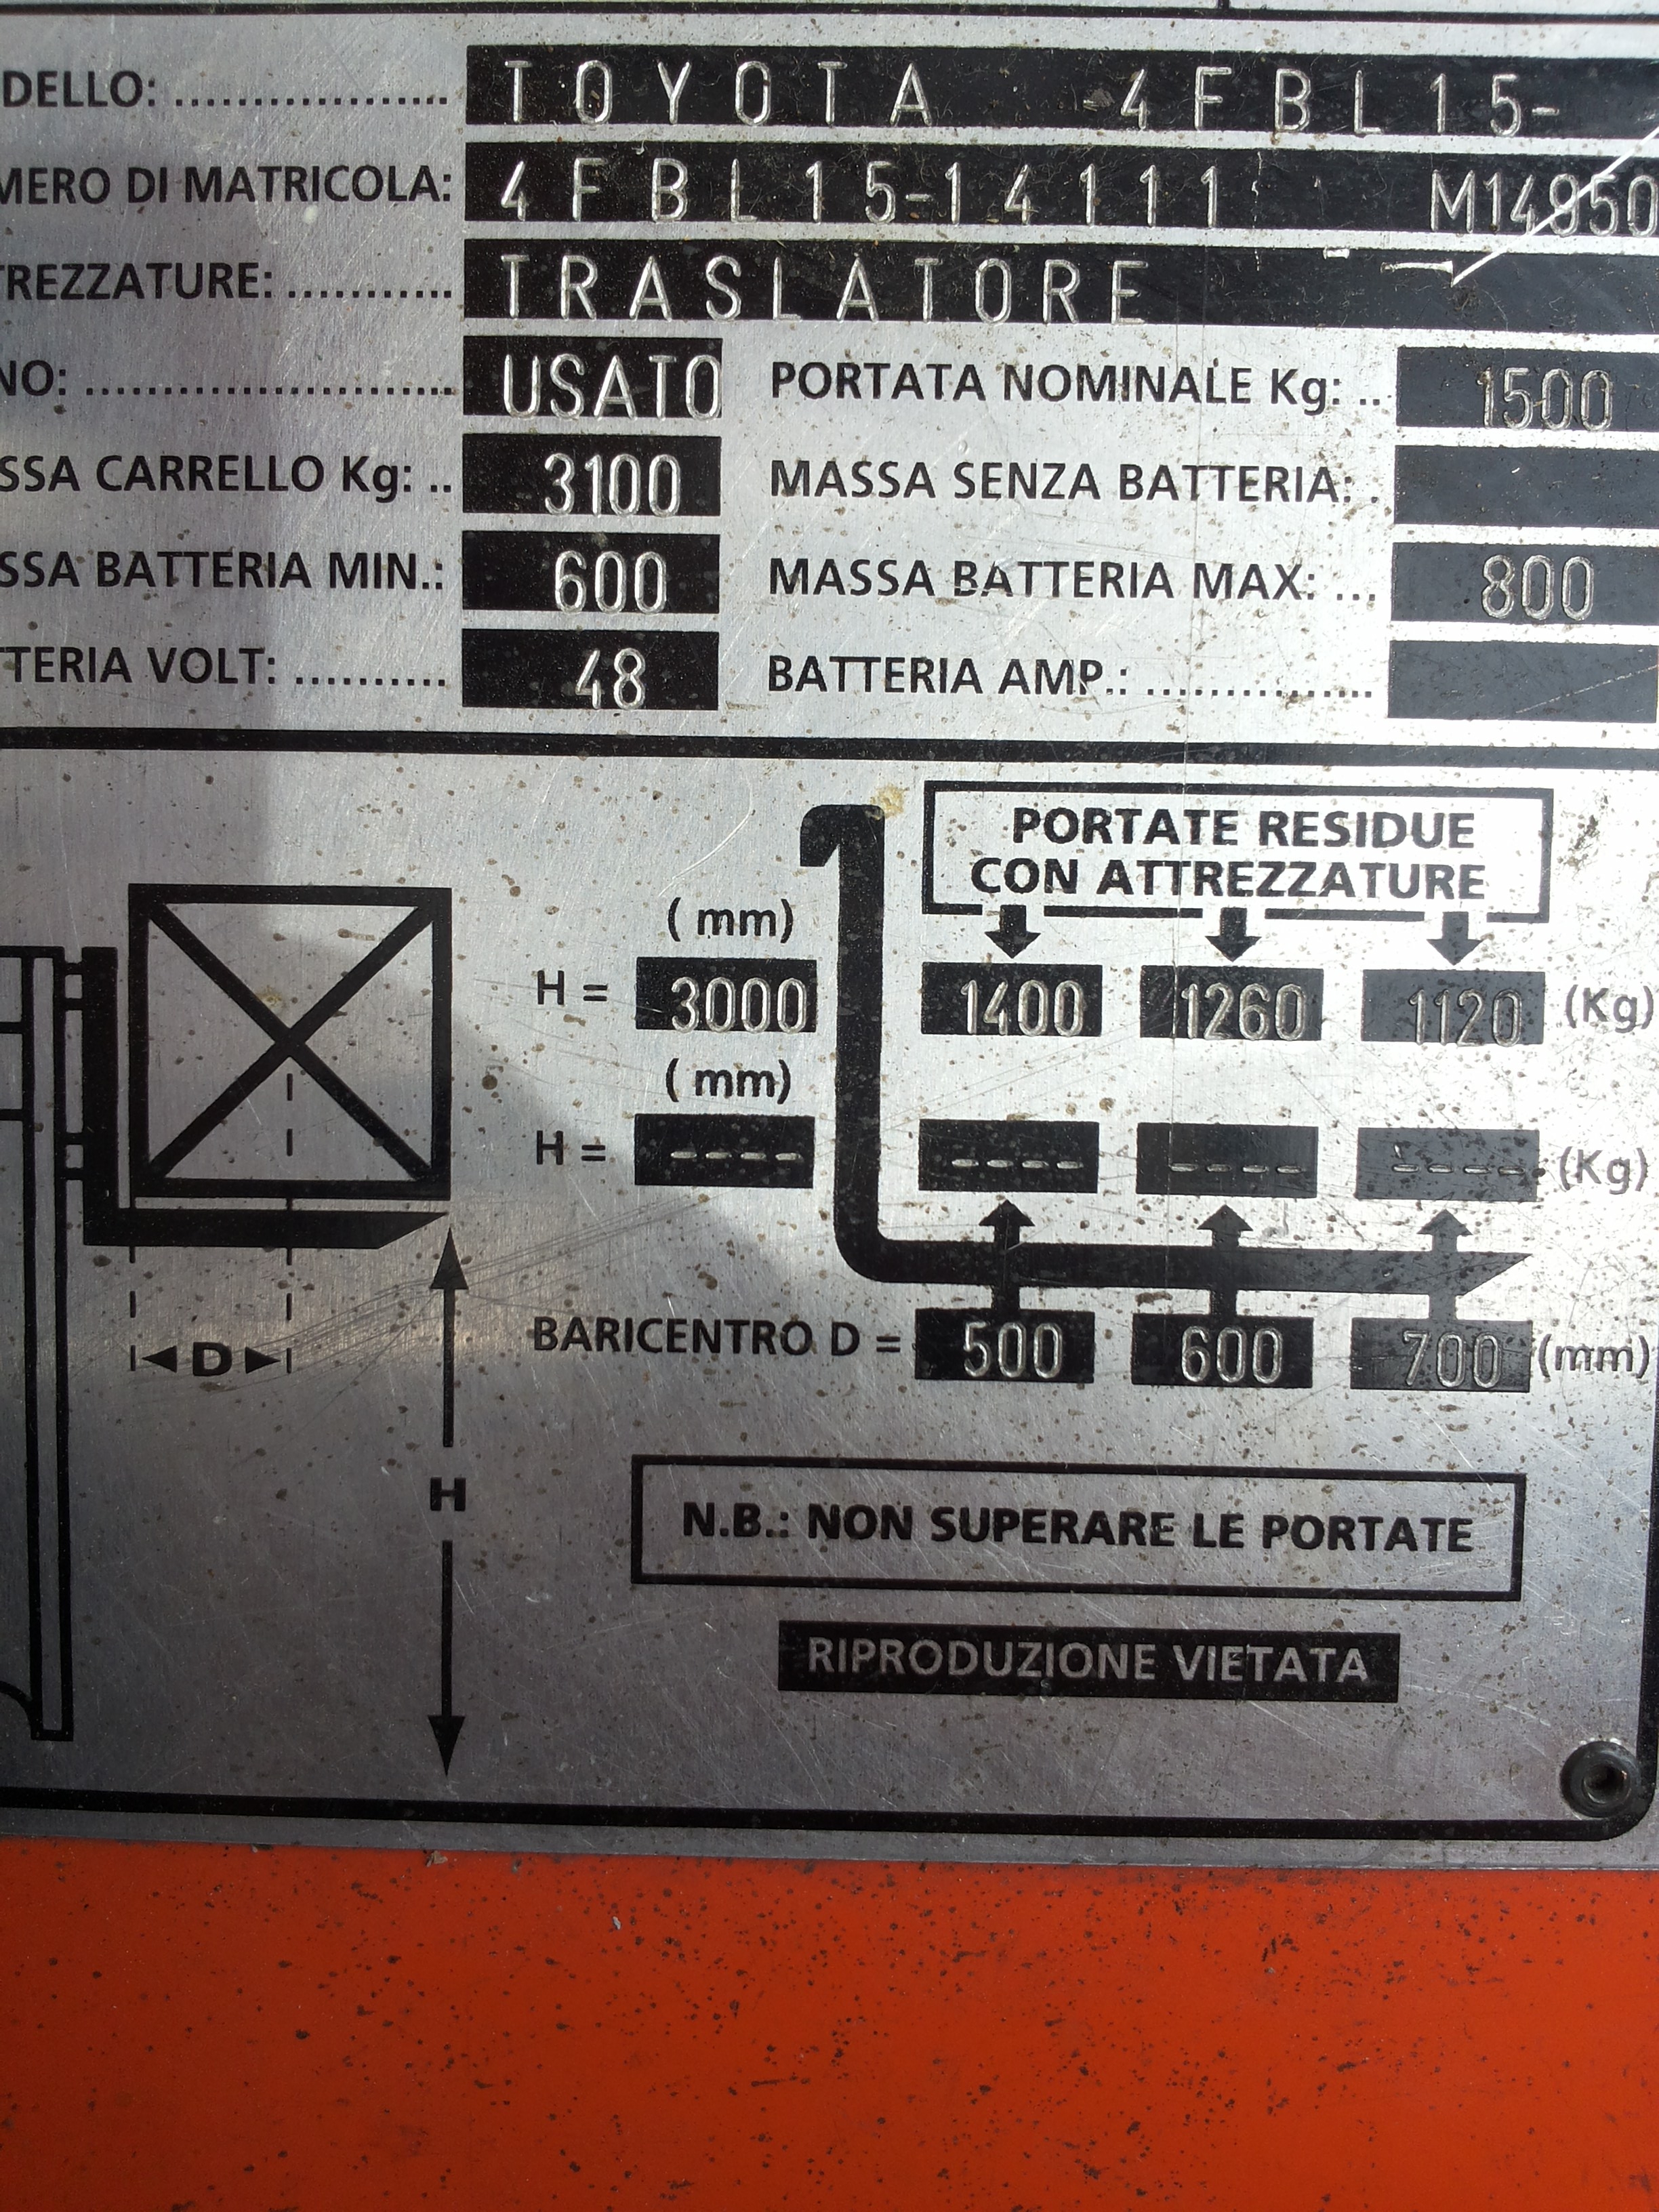 DELLO: .................. TOYOTA 4FBL15-
MERO DI MATRICOLA: 4FBL15-14111 M14950
TREZZATURE: ........... TRASLATORE
NO: ....................... USATO PORTATA NOMINALE Kg: .. 1500
SSA CARRELLO Kg: .. 3100 MASSA SENZA BATTERIA: .
SSA BATTERIA MIN.: 600 MASSA BATTERIA MAX: ... 800
TTERIA VOLT: .......... 48 BATTERIA AMP.: ...............
PORTATE RESIDUE
CON ATTREZZATURE
(mm)
H = 3000 1400 1260 1120 (Kg)
(mm)
H = ---- ---- ---- ---- (Kg)
BARICENTRO D = 500 600 700 (mm)
D
H
N.B.: NON SUPERARE LE PORTATE
RIPRODUZIONE VIETATA